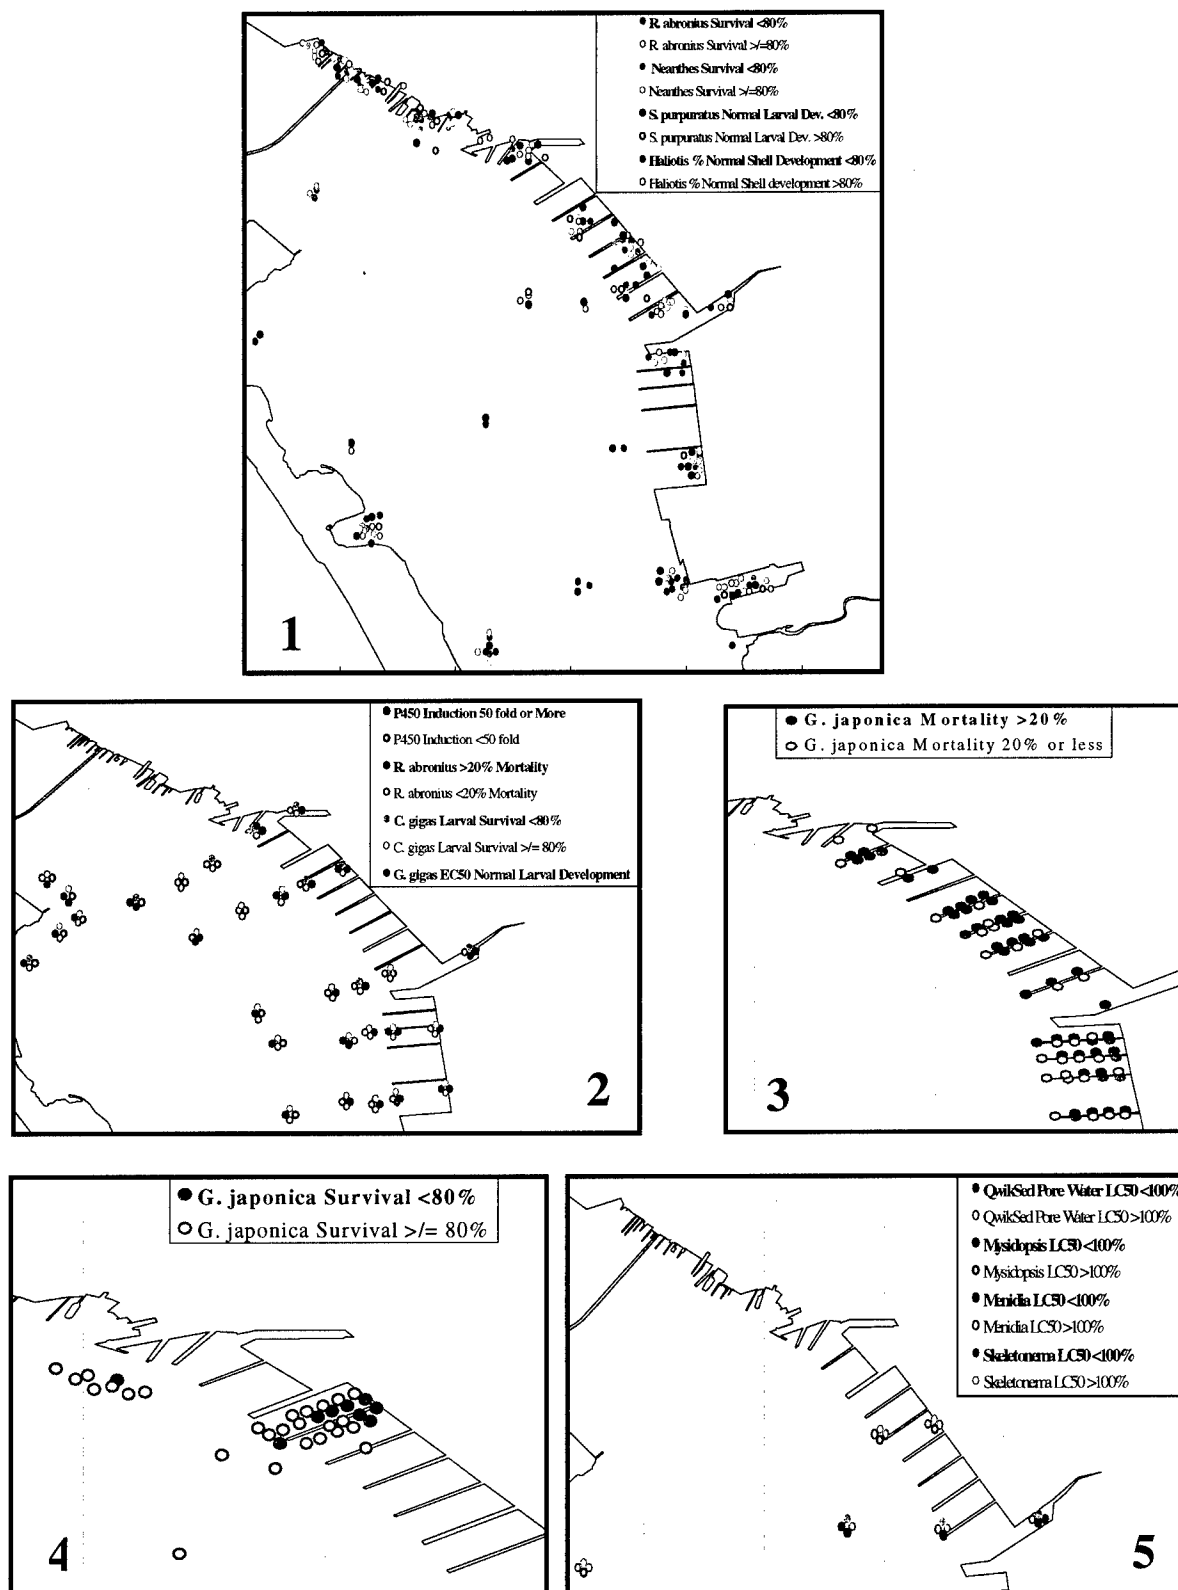 R. abronius Survival <80%
R. abronius Survival >/=80%
Neanthes Survival <80%
Neanthes Survival >/=80%
S. purpuratus Normal Larval Dev. <80%
S. purpuratus Normal Larval Dev. >80%
Haliotis % Normal Shell Development <80%
Haliotis % Normal Shell development >80%
1
P450 Induction 50 fold or More
P450 Induction <50 fold
R. abronius >20% Mortality
R. abronius <20% Mortality
C. gigas Larval Survival <80%
C. gigas Larval Survival >/= 80%
G. gigas EC50 Normal Larval Development
2
G. japonica Mortality >20%
G. japonica Mortality 20% or less
3
G. japonica Survival <80%
G. japonica Survival >/= 80%
4
QwikSed Pore Water LC50 <100%
QwikSed Pore Water LC50 >100%
Mysidopsis LC50 <100%
Mysidopsis LC50 >100%
Menidia LC50 <100%
Menidia LC50 >100%
Skeletonema LC50 <100%
Skeletonema LC50 >100%
5